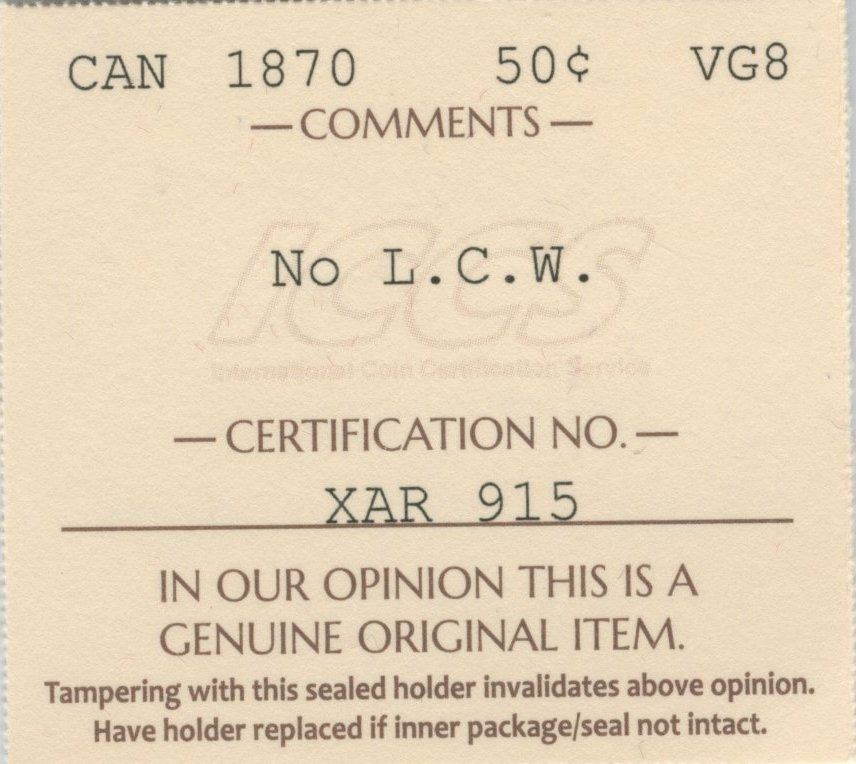 CAN 1870 50¢ VG8
— COMMENTS —
No L.C.W.
ICCS
International Coin Certification Service
— CERTIFICATION NO. —
XAR 915
IN OUR OPINION THIS IS A
GENUINE ORIGINAL ITEM.
Tampering with this sealed holder invalidates above opinion.
Have holder replaced if inner package/seal not intact.